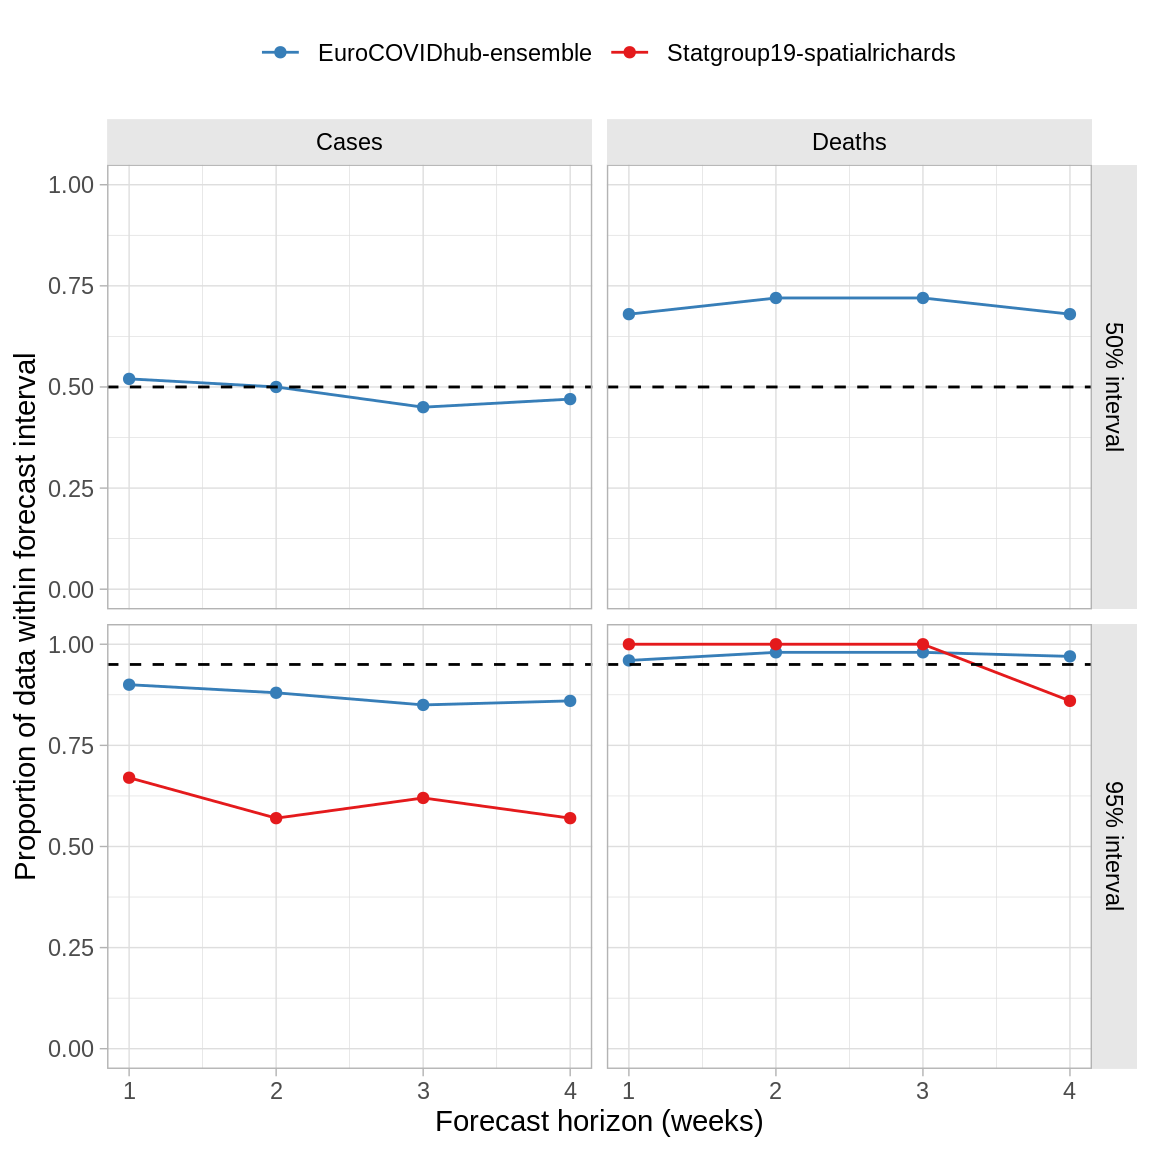 EuroCOVIDhub-ensemble Statgroup19-spatialrichards
Cases Deaths
1.00
0.75
0.50
0.25
0.00
50% interval
1.00
0.75
0.50
0.25
0.00
95% interval
Proportion of data within forecast interval
1 2 3 4 1 2 3 4
Forecast horizon (weeks)